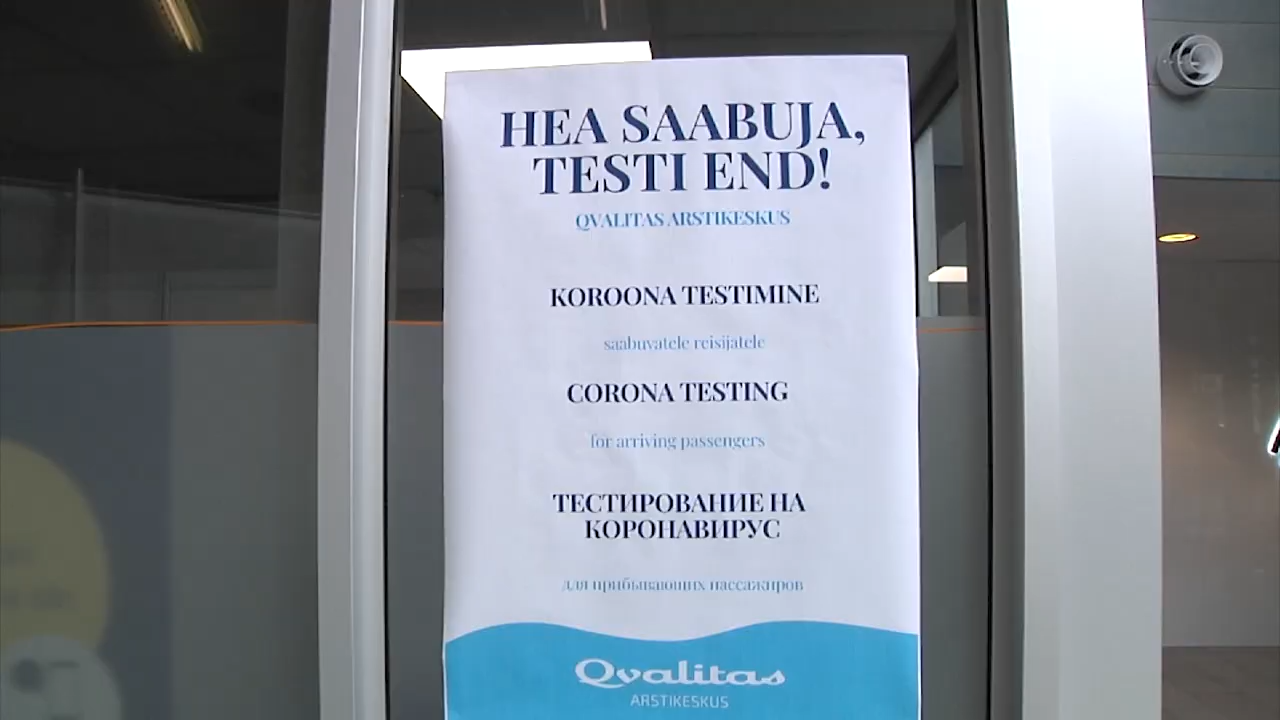 HEA SAABUJA,
TESTI END!
QVALITAS ARSTIKESKUS
KOROONA TESTIMINE
saabuvatele reisijatele
CORONA TESTING
for arriving passengers
ТЕСТИРОВАНИЕ НА
КОРОНАВИРУС
для прибывающих пассажиров
Qvalitas
ARSTIKESKUS